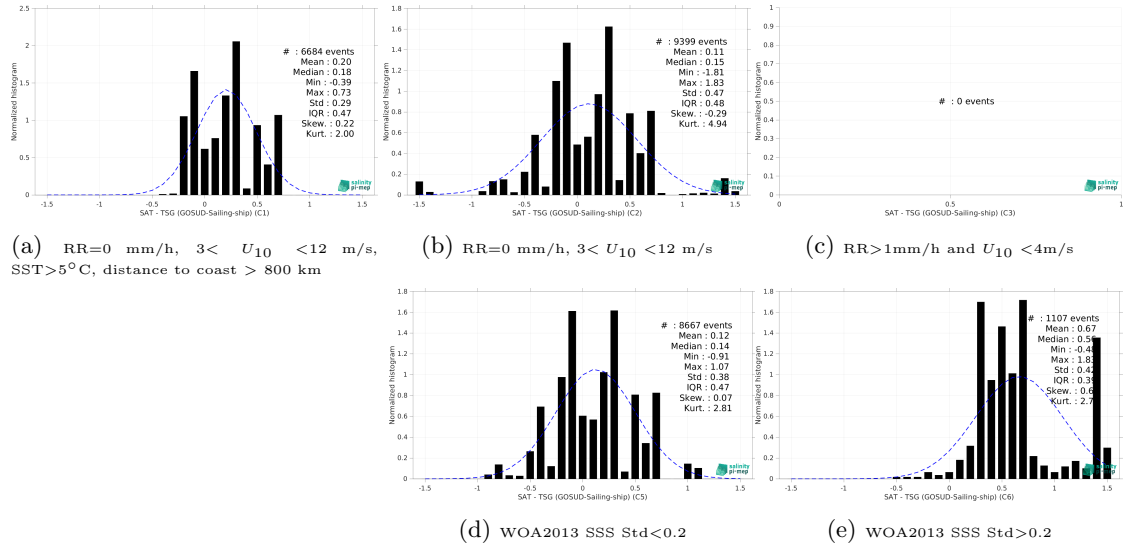 2.5
2
1.5
1
0.5
0
-1.5 -1 -0.5 0 0.5 1 1.5
Normalized histogram
SAT - TSG (GOSUD-Sailing-ship) (C1)
# : 6684 events
Mean : 0.20
Median : 0.18
Min : -0.39
Max : 0.73
Std : 0.29
IQR : 0.47
Skew. : 0.22
Kurt. : 2.00
salinity
pi-mep
(a) RR=0 mm/h, 3< U10 <12 m/s,
SST>5°C, distance to coast > 800 km
1.8
1.6
1.4
1.2
1
0.8
0.6
0.4
0.2
0
-1.5 -1 -0.5 0 0.5 1 1.5
Normalized histogram
SAT - TSG (GOSUD-Sailing-ship) (C2)
# : 9399 events
Mean : 0.11
Median : 0.15
Min : -1.81
Max : 1.83
Std : 0.47
IQR : 0.48
Skew. : -0.29
Kurt. : 4.94
salinity
pi-mep
(b) RR=0 mm/h, 3< U10 <12 m/s
1
0.9
0.8
0.7
0.6
0.5
0.4
0.3
0.2
0.1
0
0 0.5 1
Normalized histogram
SAT - TSG (GOSUD-Sailing-ship) (C3)
# : 0 events
salinity
pi-mep
(c) RR>1mm/h and U10 <4m/s
1.8
1.6
1.4
1.2
1
0.8
0.6
0.4
0.2
0
-1.5 -1 -0.5 0 0.5 1 1.5
Normalized histogram
SAT - TSG (GOSUD-Sailing-ship) (C5)
# : 8667 events
Mean : 0.12
Median : 0.14
Min : -0.91
Max : 1.07
Std : 0.38
IQR : 0.47
Skew. : 0.07
Kurt. : 2.81
salinity
pi-mep
(d) WOA2013 SSS Std<0.2
1.8
1.6
1.4
1.2
1
0.8
0.6
0.4
0.2
0
-1.5 -1 -0.5 0 0.5 1 1.5
Normalized histogram
SAT - TSG (GOSUD-Sailing-ship) (C6)
# : 1107 events
Mean : 0.67
Median :
Min :
Max :
Std :
IQR :
Skew. :
Kurt. :
salinity
pi-mep
(e) WOA2013 SSS Std>0.2